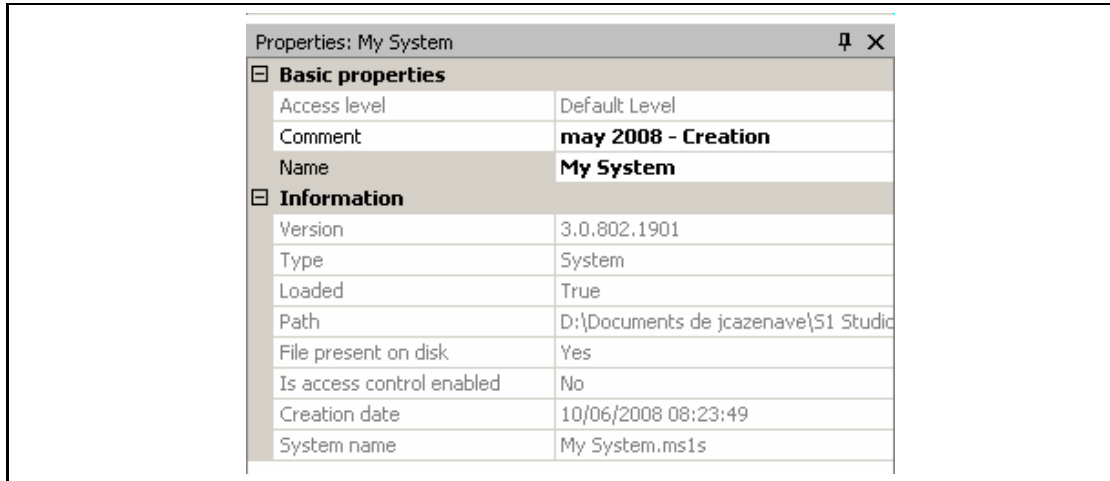 Properties: My System
Basic properties
Access level Default Level
Comment may 2008 - Creation
Name My System
Information
Version 3.0.802.1901
Type System
Loaded True
Path D:\Documents de jcazenave\S1 Studio
File present on disk Yes
Is access control enabled No
Creation date 10/06/2008 08:23:49
System name My System.ms1s